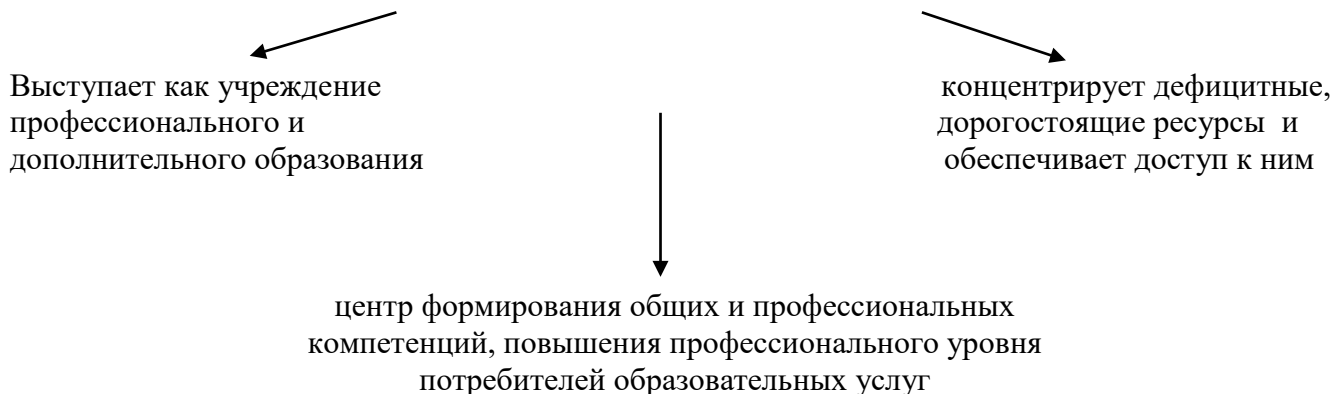 Выступает как учреждение
профессионального и
дополнительного образования
концентрирует дефицитные,
дорогостоящие ресурсы и
обеспечивает доступ к ним
центр формирования общих и профессиональных
компетенций, повышения профессионального уровня
потребителей образовательных услуг